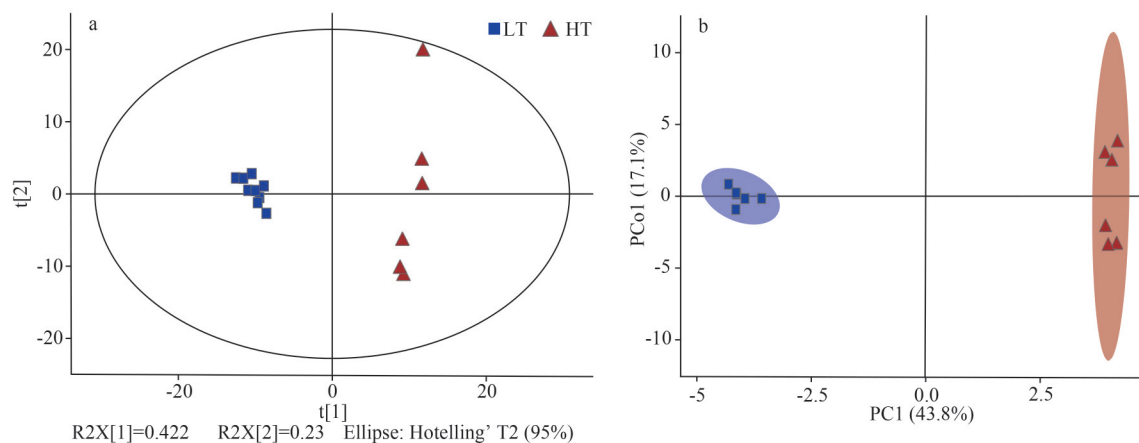 a
LT HT
20
10
0
-10
-20
t[2]
-20 0 20
t[1]
R2X[1]=0.422 R2X[2]=0.23 Ellipse: Hotelling' T2 (95%)
b
10
5
0
-5
-10
PCo1 (17.1%)
-5 -2.5 0.0 2.5
PC1 (43.8%)